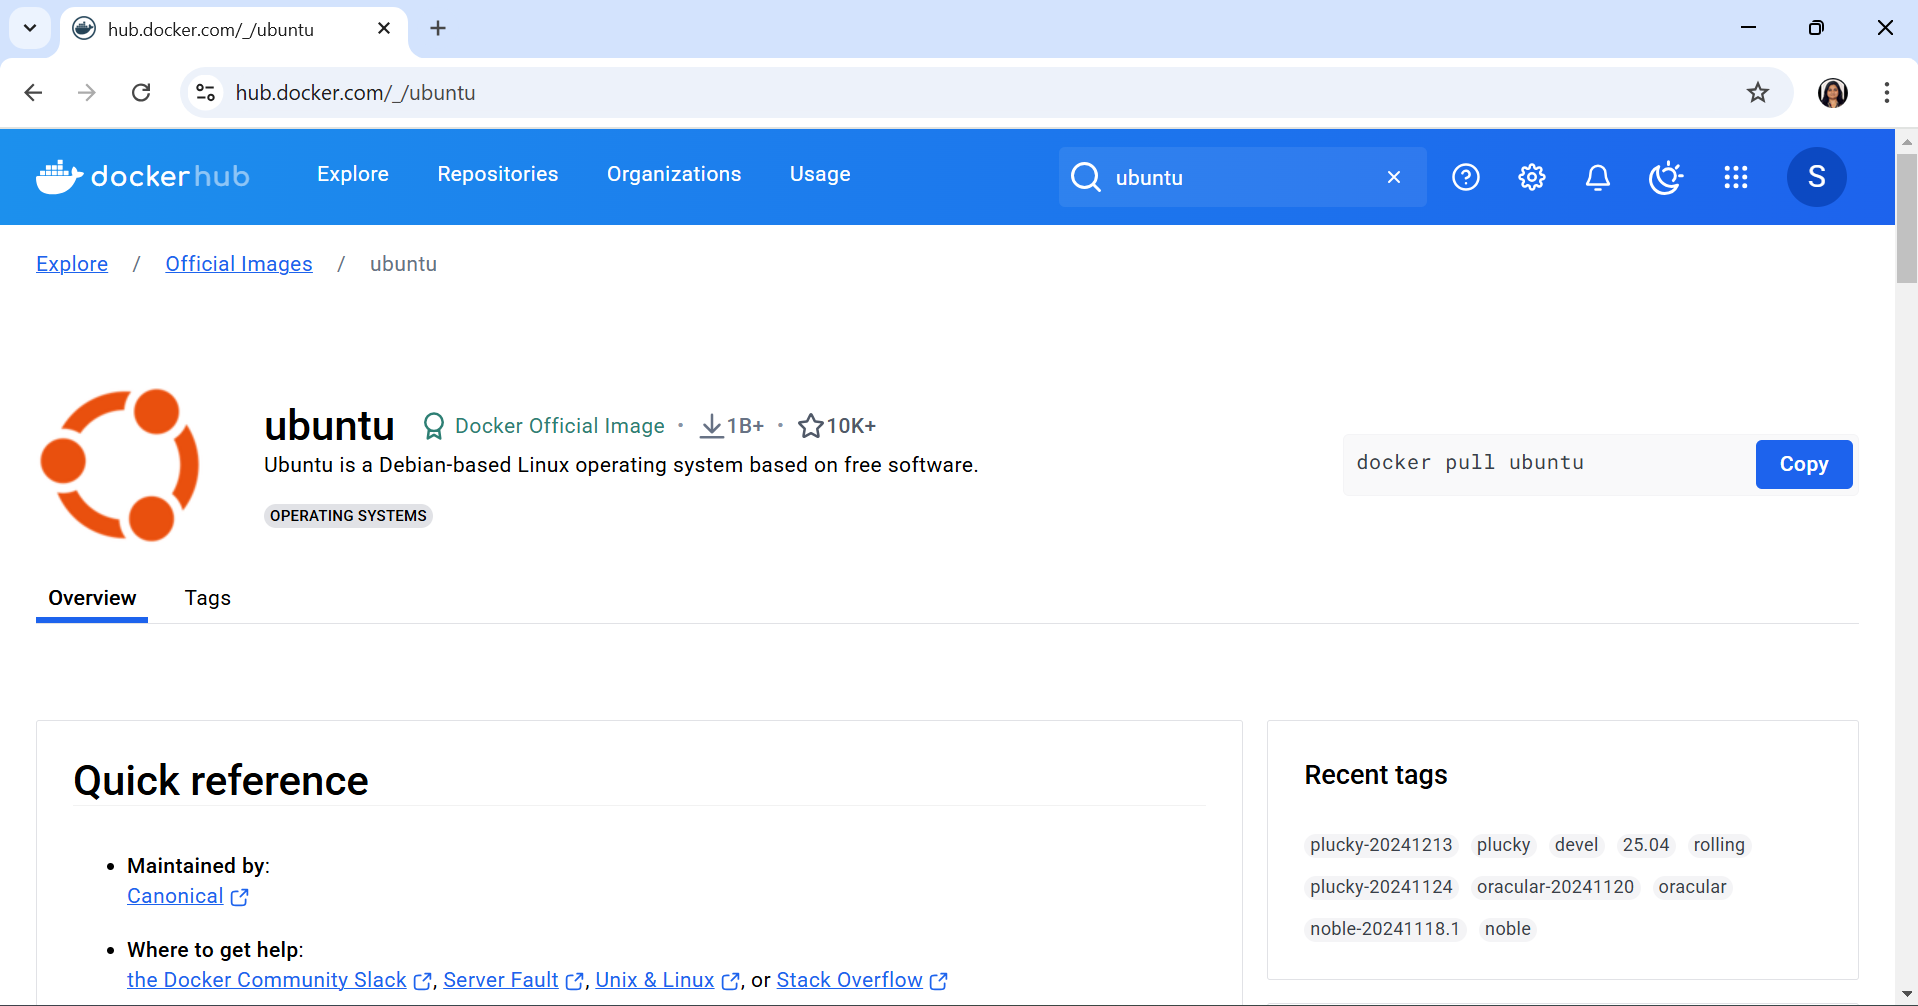 hub.docker.com/_/ubuntu
hub.docker.com/_/ubuntu
dockerhub Explore Repositories Organizations Usage ubuntu S
Explore / Official Images / ubuntu
ubuntu Docker Official Image · 1B+ · 10K+
Ubuntu is a Debian-based Linux operating system based on free software.
docker pull ubuntu Copy
OPERATING SYSTEMS
Overview Tags
Quick reference
• Maintained by:
Canonical
• Where to get help:
the Docker Community Slack, Server Fault, Unix & Linux, or Stack Overflow
Recent tags
plucky-20241213 plucky devel 25.04 rolling
plucky-20241124 oracular-20241120 oracular
noble-20241118.1 noble